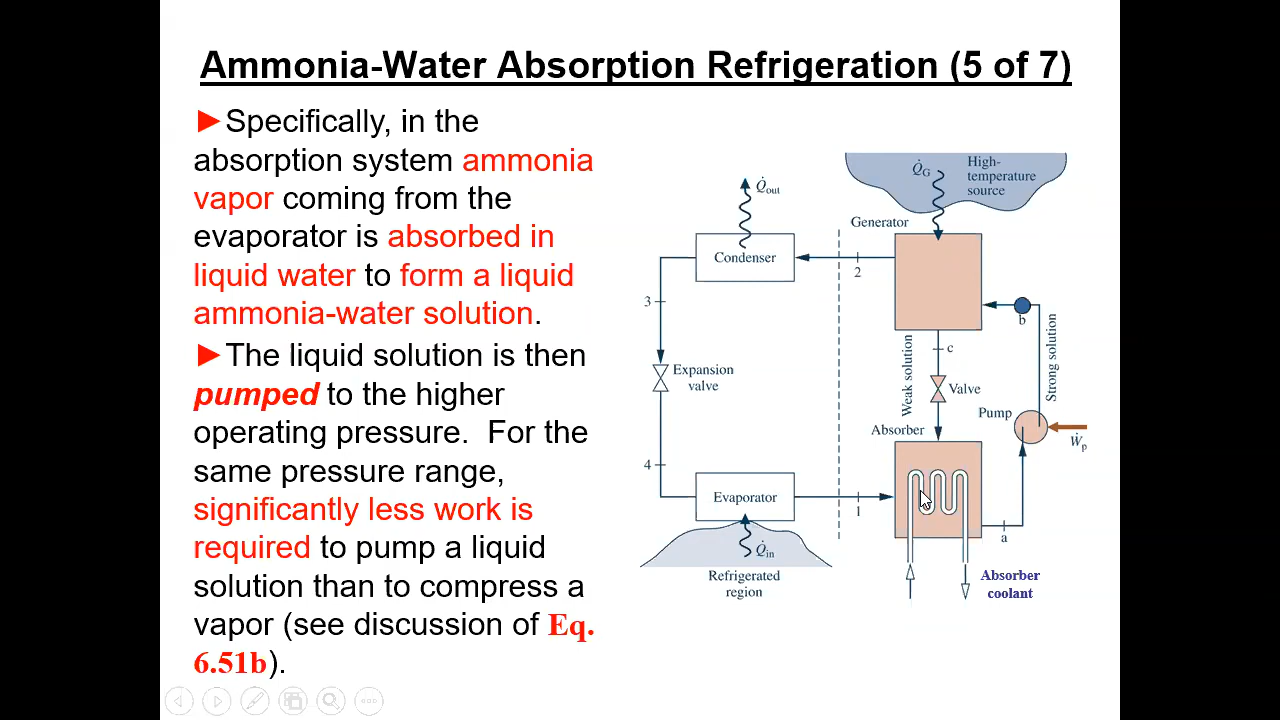 Ammonia-Water Absorption Refrigeration (5 of 7)
►Specifically, in the
absorption system ammonia
vapor coming from the
evaporator is absorbed in
liquid water to form a liquid
ammonia-water solution.
►The liquid solution is then
pumped to the higher
operating pressure. For the
same pressure range,
significantly less work is
required to pump a liquid
solution than to compress a
vapor (see discussion of Eq.
6.51b).
Q̇G
High-
temperature
source
Q̇out
Generator
Condenser
2
3
b
c
Weak solution
Strong solution
Expansion
valve
Valve
Pump
Ẇp
Absorber
4
Evaporator
1
a
Q̇in
Refrigerated
region
Absorber
coolant